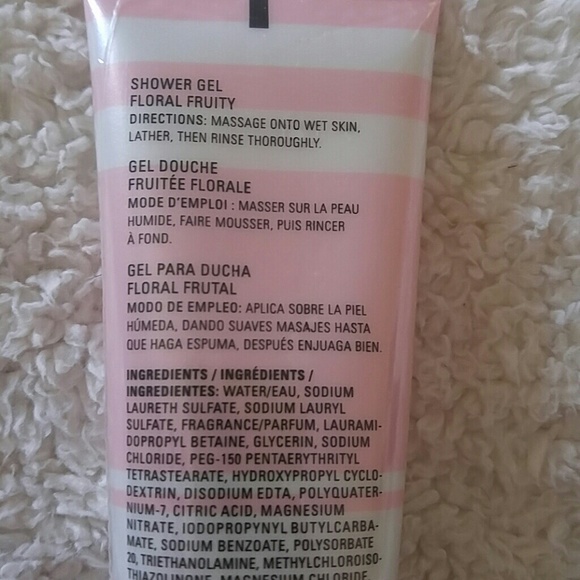 SHOWER GEL
FLORAL FRUITY
DIRECTIONS: MASSAGE ONTO WET SKIN,
LATHER, THEN RINSE THOROUGHLY.
GEL DOUCHE
FRUITÉE FLORALE
MODE D'EMPLOI : MASSER SUR LA PEAU
HUMIDE, FAIRE MOUSSER, PUIS RINCER
À FOND.
GEL PARA DUCHA
FLORAL FRUTAL
MODO DE EMPLEO: APLICA SOBRE LA PIEL
HÚMEDA, DANDO SUAVES MASAJES HASTA
QUE HAGA ESPUMA, DESPUÉS ENJUAGA BIEN.
INGREDIENTS / INGRÉDIENTS /
INGREDIENTES: WATER/EAU, SODIUM
LAURETH SULFATE, SODIUM LAURYL
SULFATE, FRAGRANCE/PARFUM, LAURAMI-
DOPROPYL BETAINE, GLYCERIN, SODIUM
CHLORIDE, PEG-150 PENTAERYTHRITYL
TETRASTEARATE, HYDROXYPROPYL CYCLO-
DEXTRIN, DISODIUM EDTA, POLYQUATER-
NIUM-7, CITRIC ACID, MAGNESIUM
NITRATE, IODOPROPYNYL BUTYLCARBA-
MATE, SODIUM BENZOATE, POLYSORBATE
20, TRIETHANOLAMINE, METHYLCHLOROISO-
THIAZOLINONE, MAGNESIUM CHLORIDE,